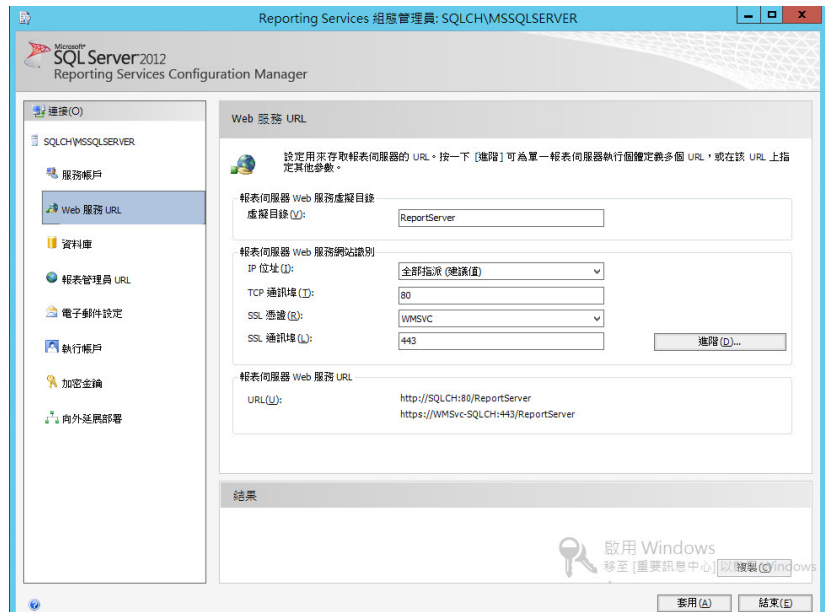 Reporting Services 組態管理員: SQLCH\MSSQLSERVER
Microsoft
SQL Server 2012
Reporting Services Configuration Manager
連接(O)
SQLCH\MSSQLSERVER
服務帳戶
Web 服務 URL
資料庫
報表管理員 URL
電子郵件設定
執行帳戶
加密金鑰
向外延展部署
Web 服務 URL
設定用來存取報表伺服器的 URL。按一下 [進階] 可為單一報表伺服器執行個體定義多個 URL，或在該 URL 上指
定其他參數。
報表伺服器 Web 服務虛擬目錄
虛擬目錄(V):
ReportServer
報表伺服器 Web 服務網站識別
IP 位址(I):
全部指派 (建議值)
TCP 通訊埠(T):
80
SSL 憑證(R):
WMSVC
SSL 通訊埠(L):
443
進階(D)...
報表伺服器 Web 服務 URL
URL(U):
http://SQLCH:80/ReportServer
https://WMSvc-SQLCH:443/ReportServer
結果
啟用 Windows
移至 [重要訊息中心] 以 Windows
複製(C)
套用(A)
結束(E)